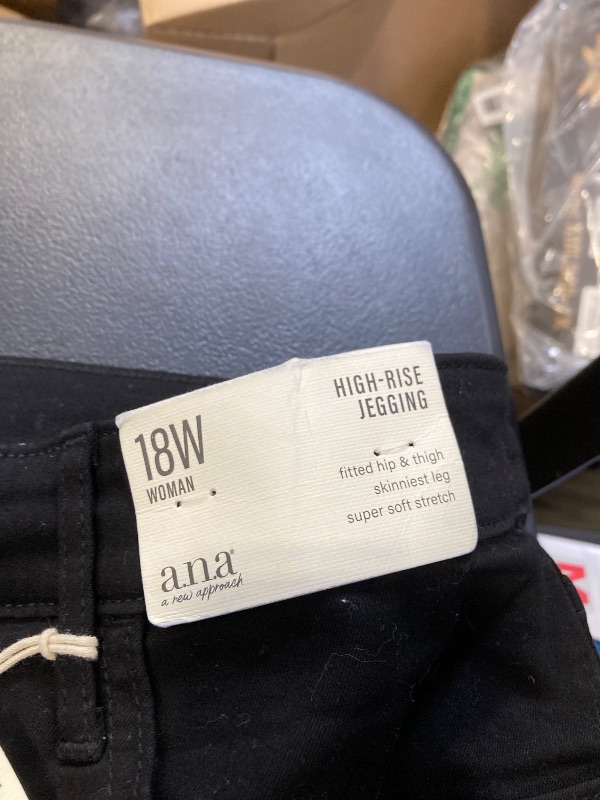 18W
WOMAN
a.n.a®
a new approach
HIGH-RISE
JEGGING
fitted hip & thigh
skinniest leg
super soft stretch